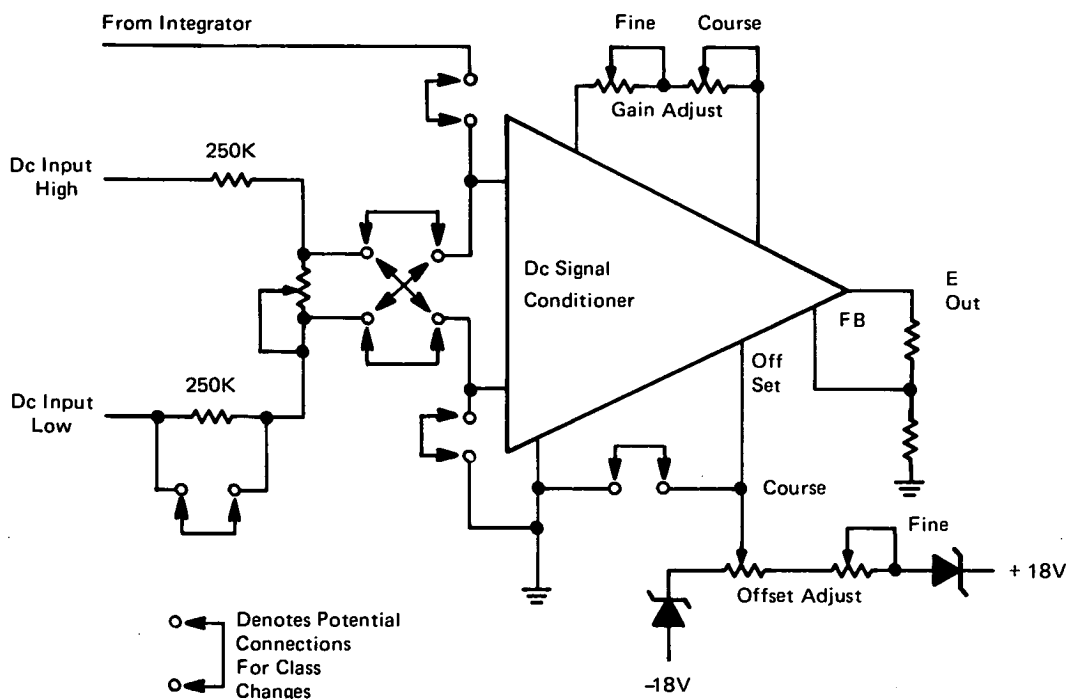 From Integrator
Fine
Course
Gain Adjust
250K
Dc Input
High
Dc Signal
Conditioner
E
Out
FB
Off
Set
250K
Dc Input
Low
Course
Fine
Offset Adjust
+ 18V
–18V
Denotes Potential
Connections
For Class
Changes